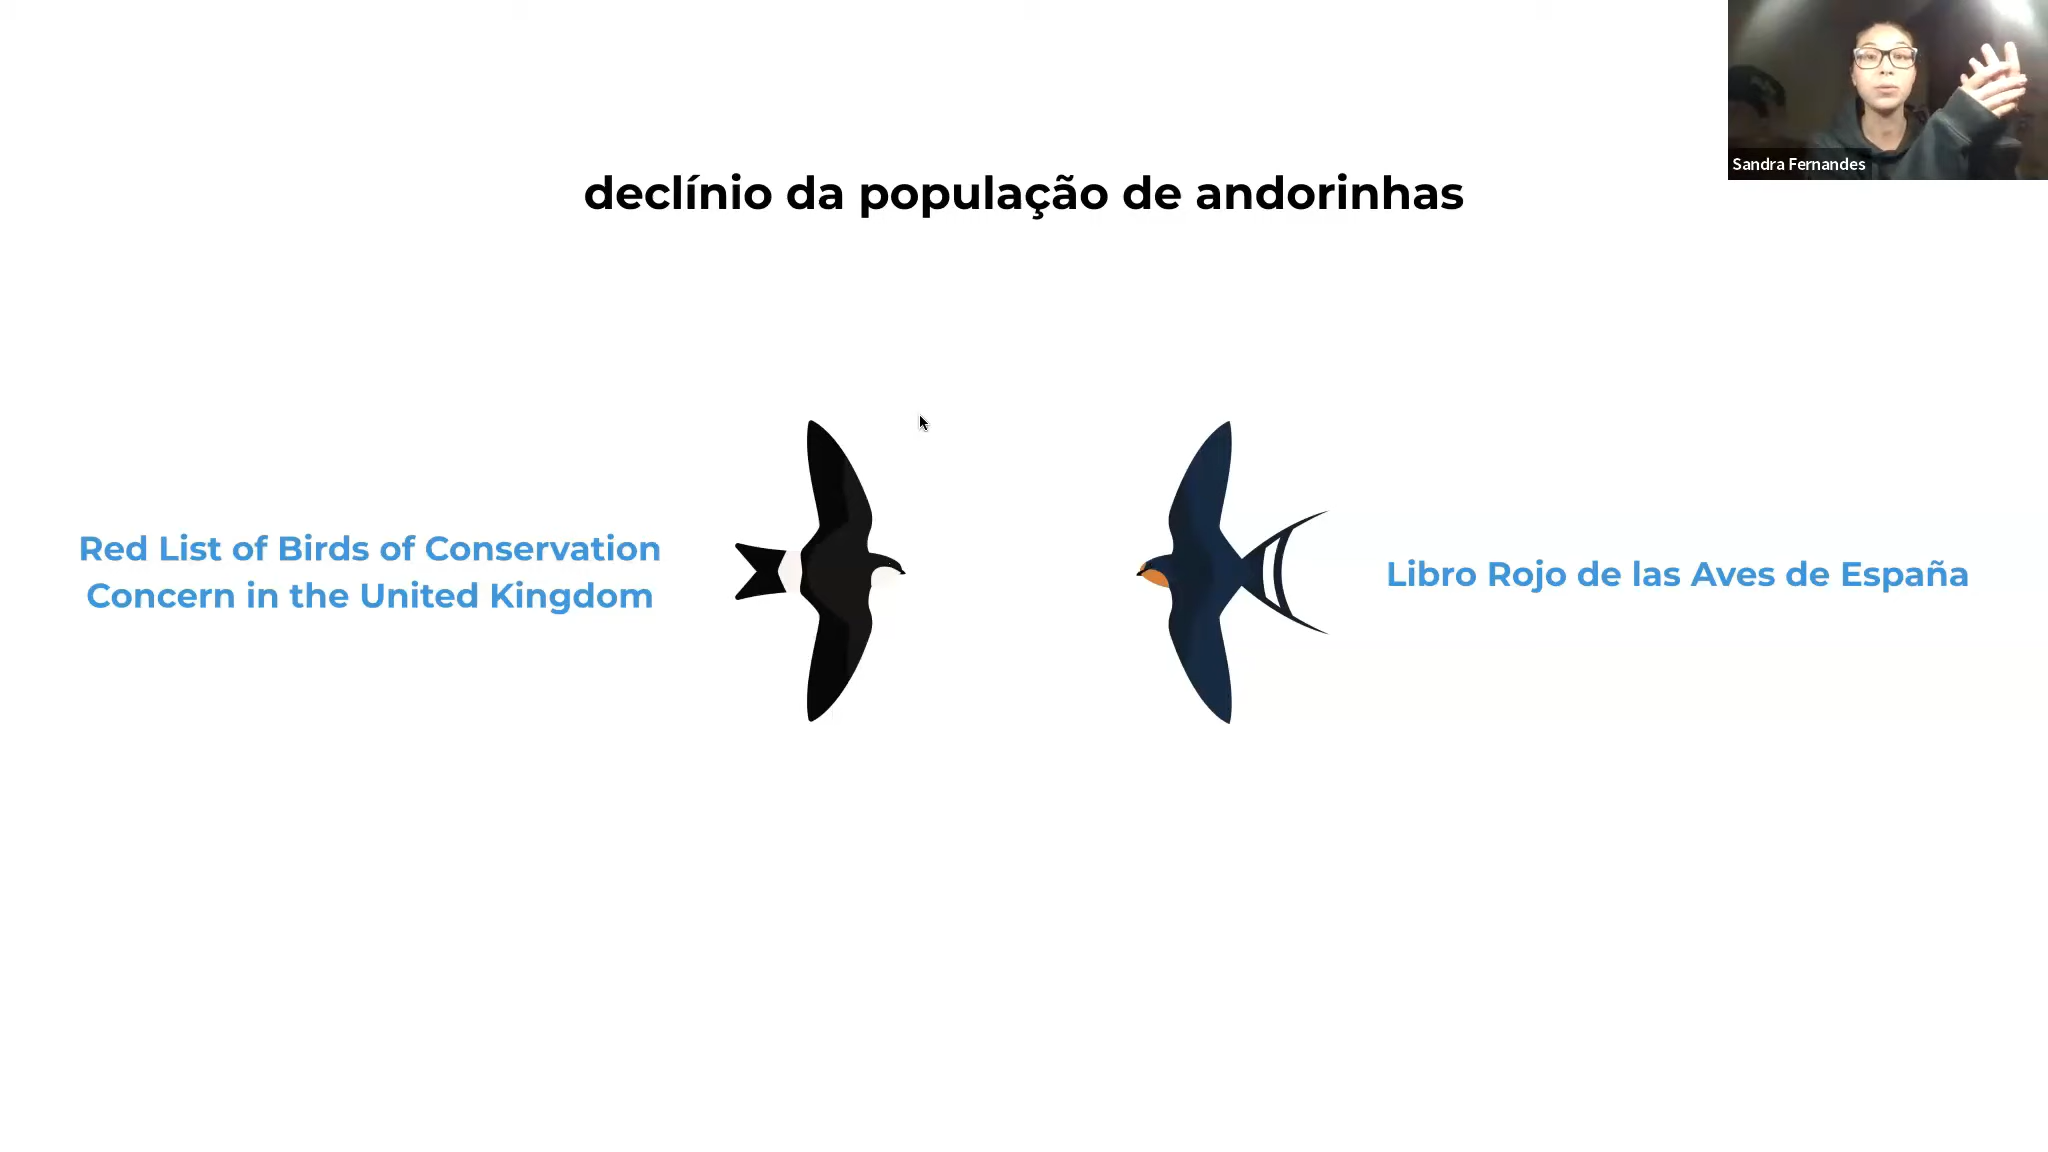 Sandra Fernandes
declínio da população de andorinhas
Red List of Birds of Conservation
Concern in the United Kingdom
Libro Rojo de las Aves de España